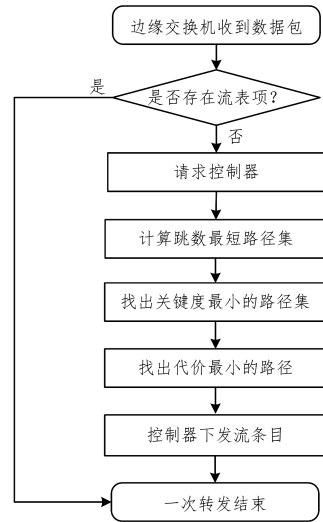 边缘交换机收到数据包
是
是否存在流表项?
否
请求控制器
计算跳数最短路径集
找出关键度最小的路径集
找出代价最小的路径
控制器下发流条目
一次转发结束